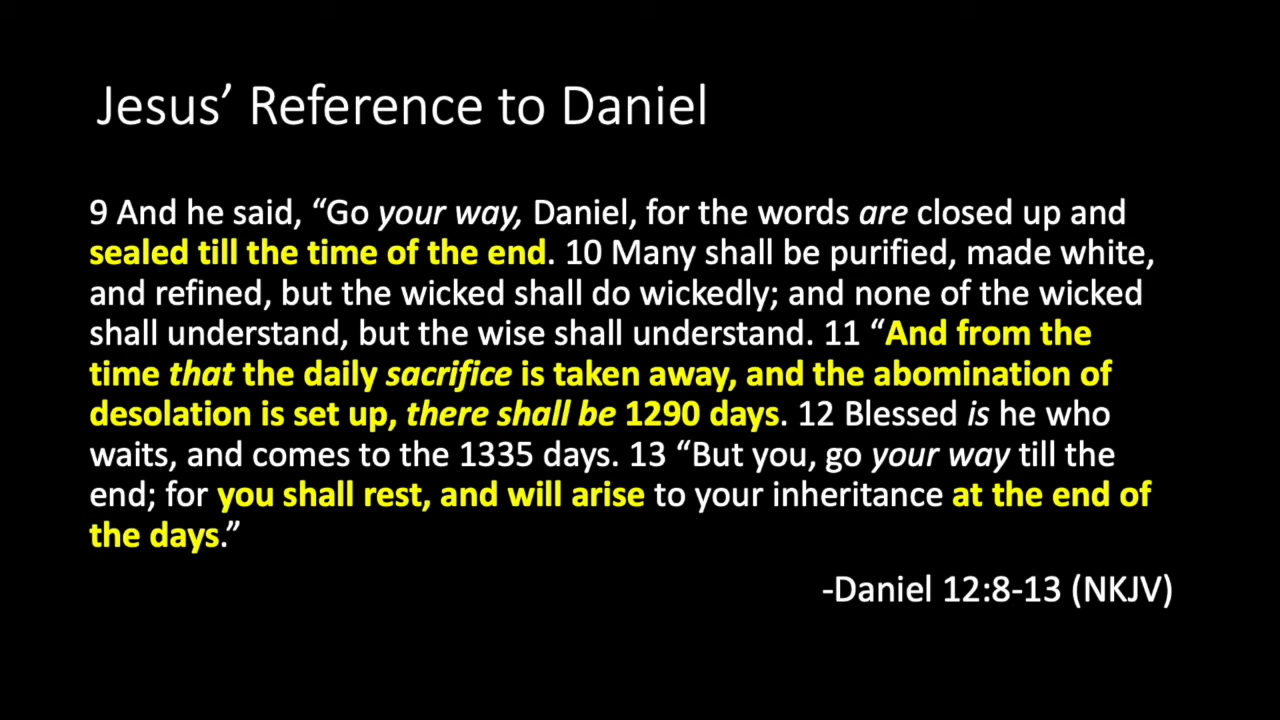 Jesus’ Reference to Daniel
9 And he said, “Go your way, Daniel, for the words are closed up and
sealed till the time of the end. 10 Many shall be purified, made white,
and refined, but the wicked shall do wickedly; and none of the wicked
shall understand, but the wise shall understand. 11 “And from the
time that the daily sacrifice is taken away, and the abomination of
desolation is set up, there shall be 1290 days. 12 Blessed is he who
waits, and comes to the 1335 days. 13 “But you, go your way till the
end; for you shall rest, and will arise to your inheritance at the end of
the days.”
-Daniel 12:8-13 (NKJV)